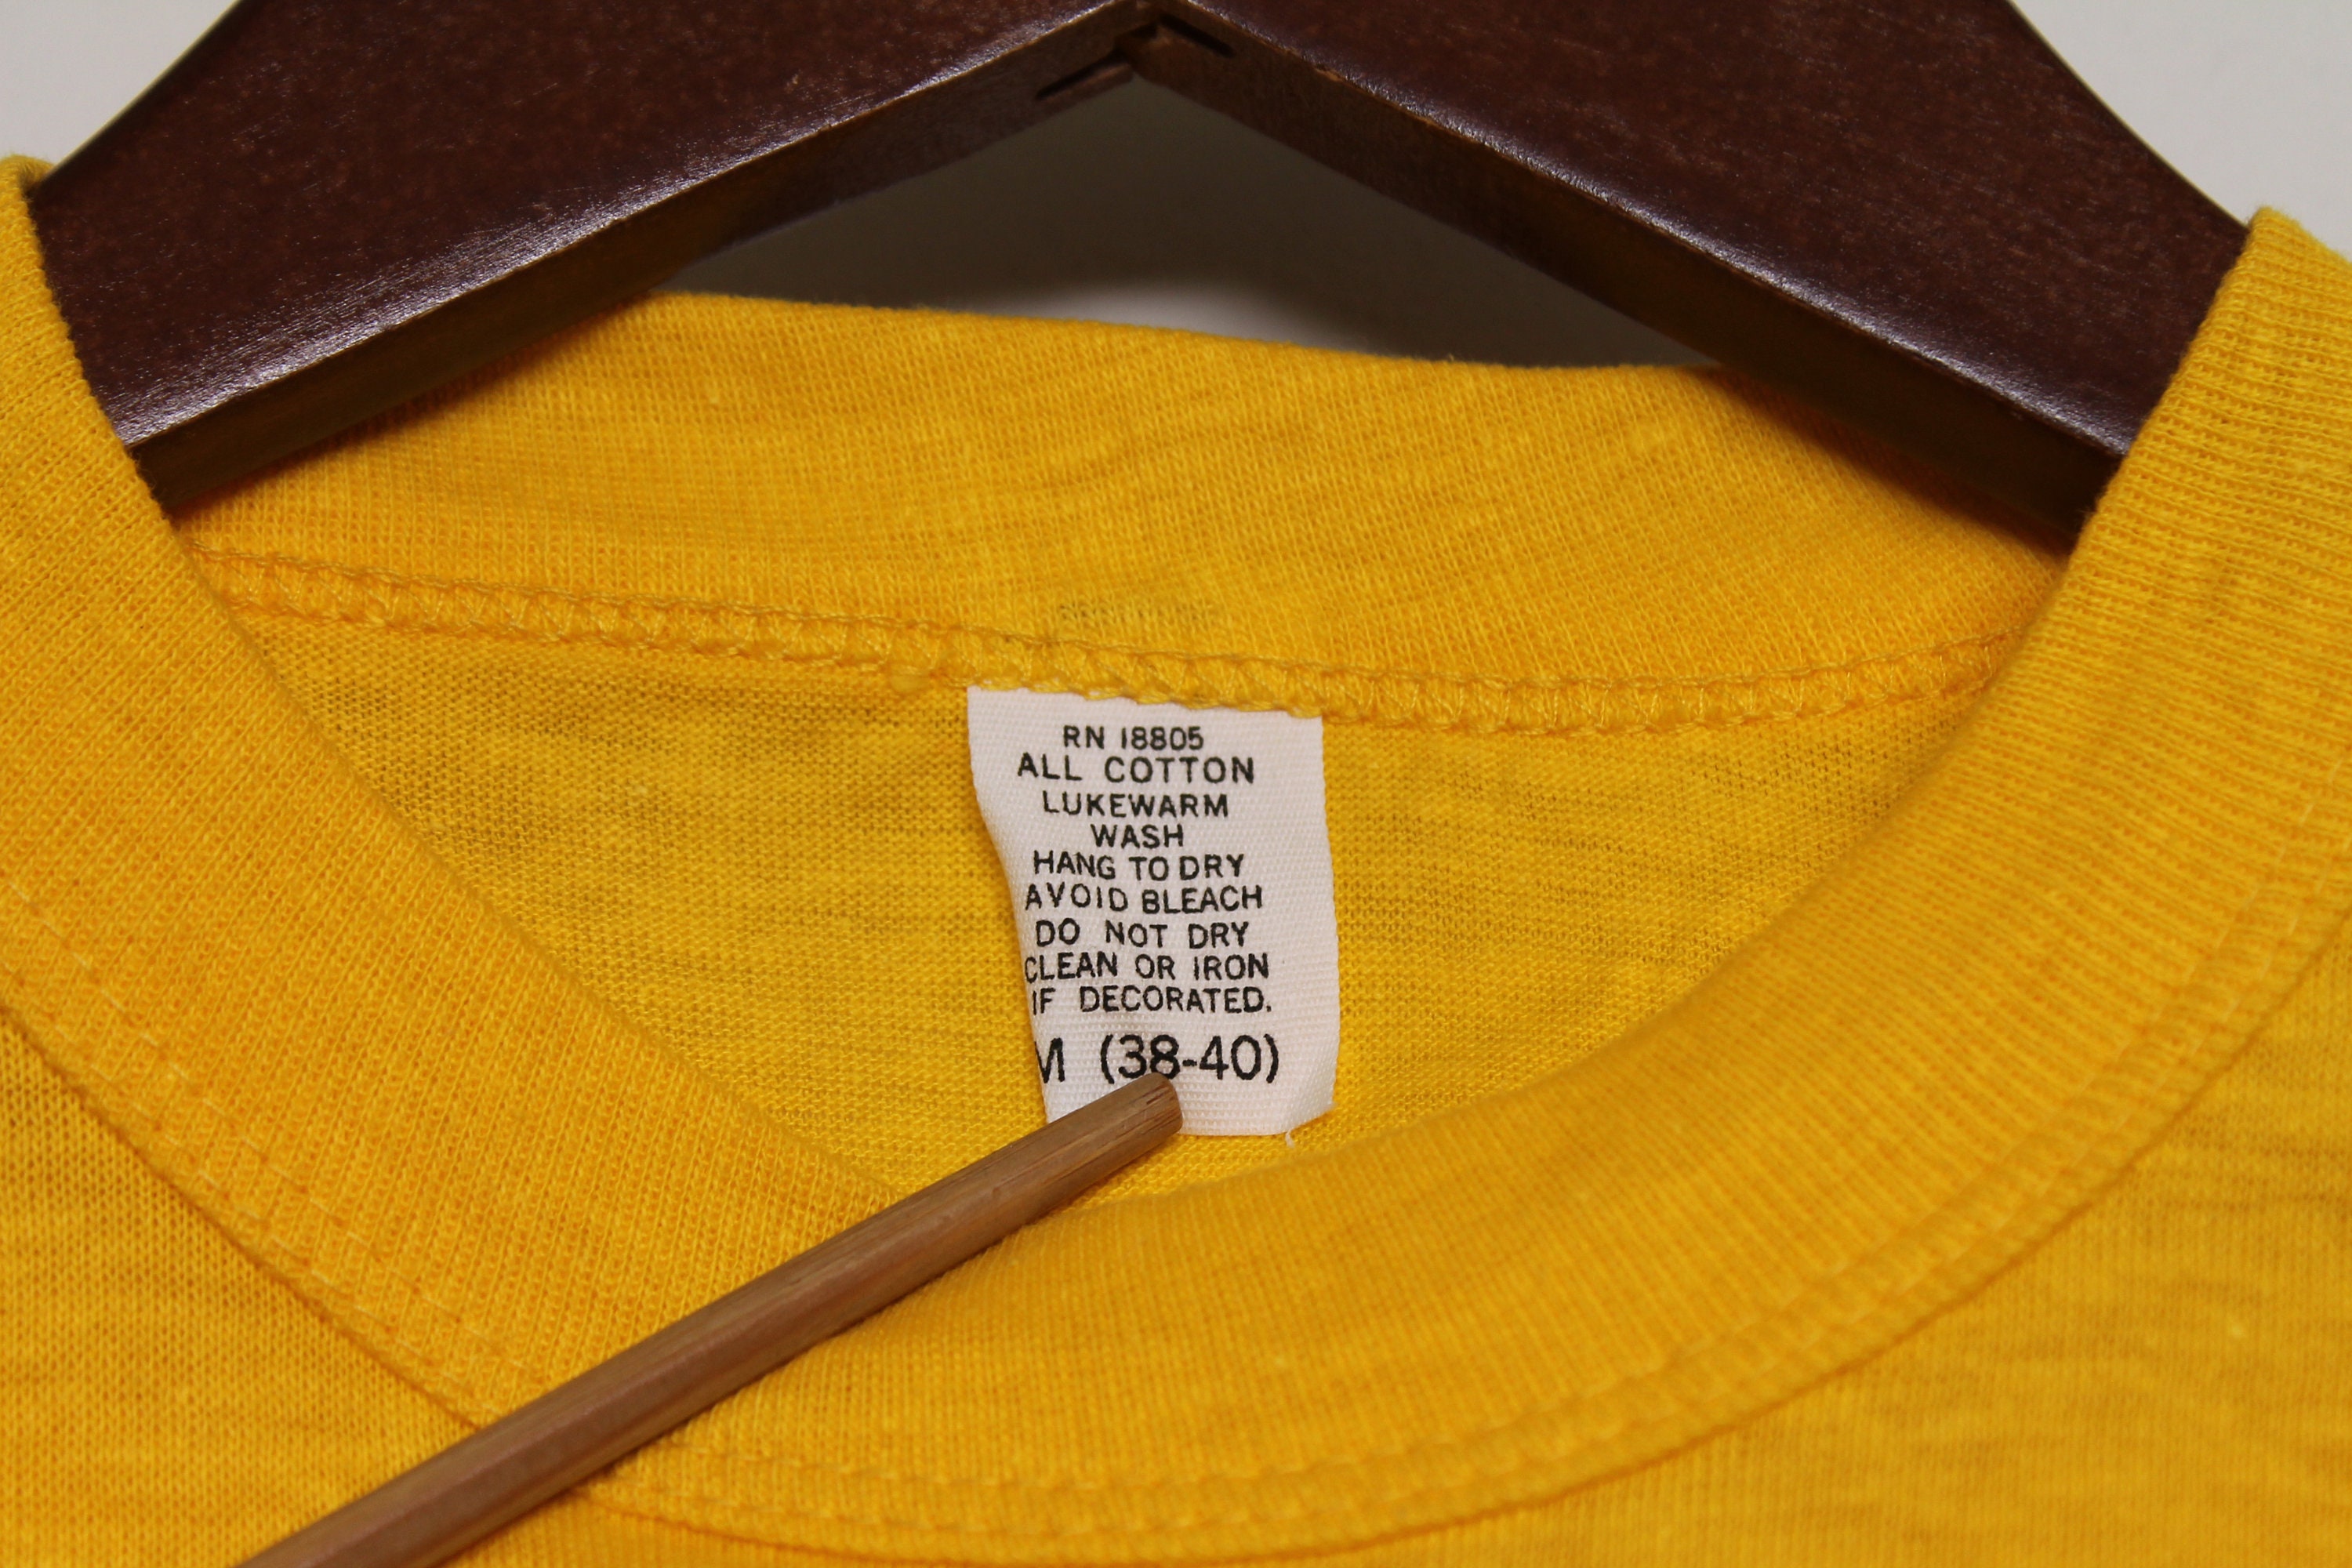 RN 18805
ALL COTTON
LUKEWARM
WASH
HANG TO DRY
AVOID BLEACH
DO NOT DRY
CLEAN OR IRON
IF DECORATED.
M (38-40)